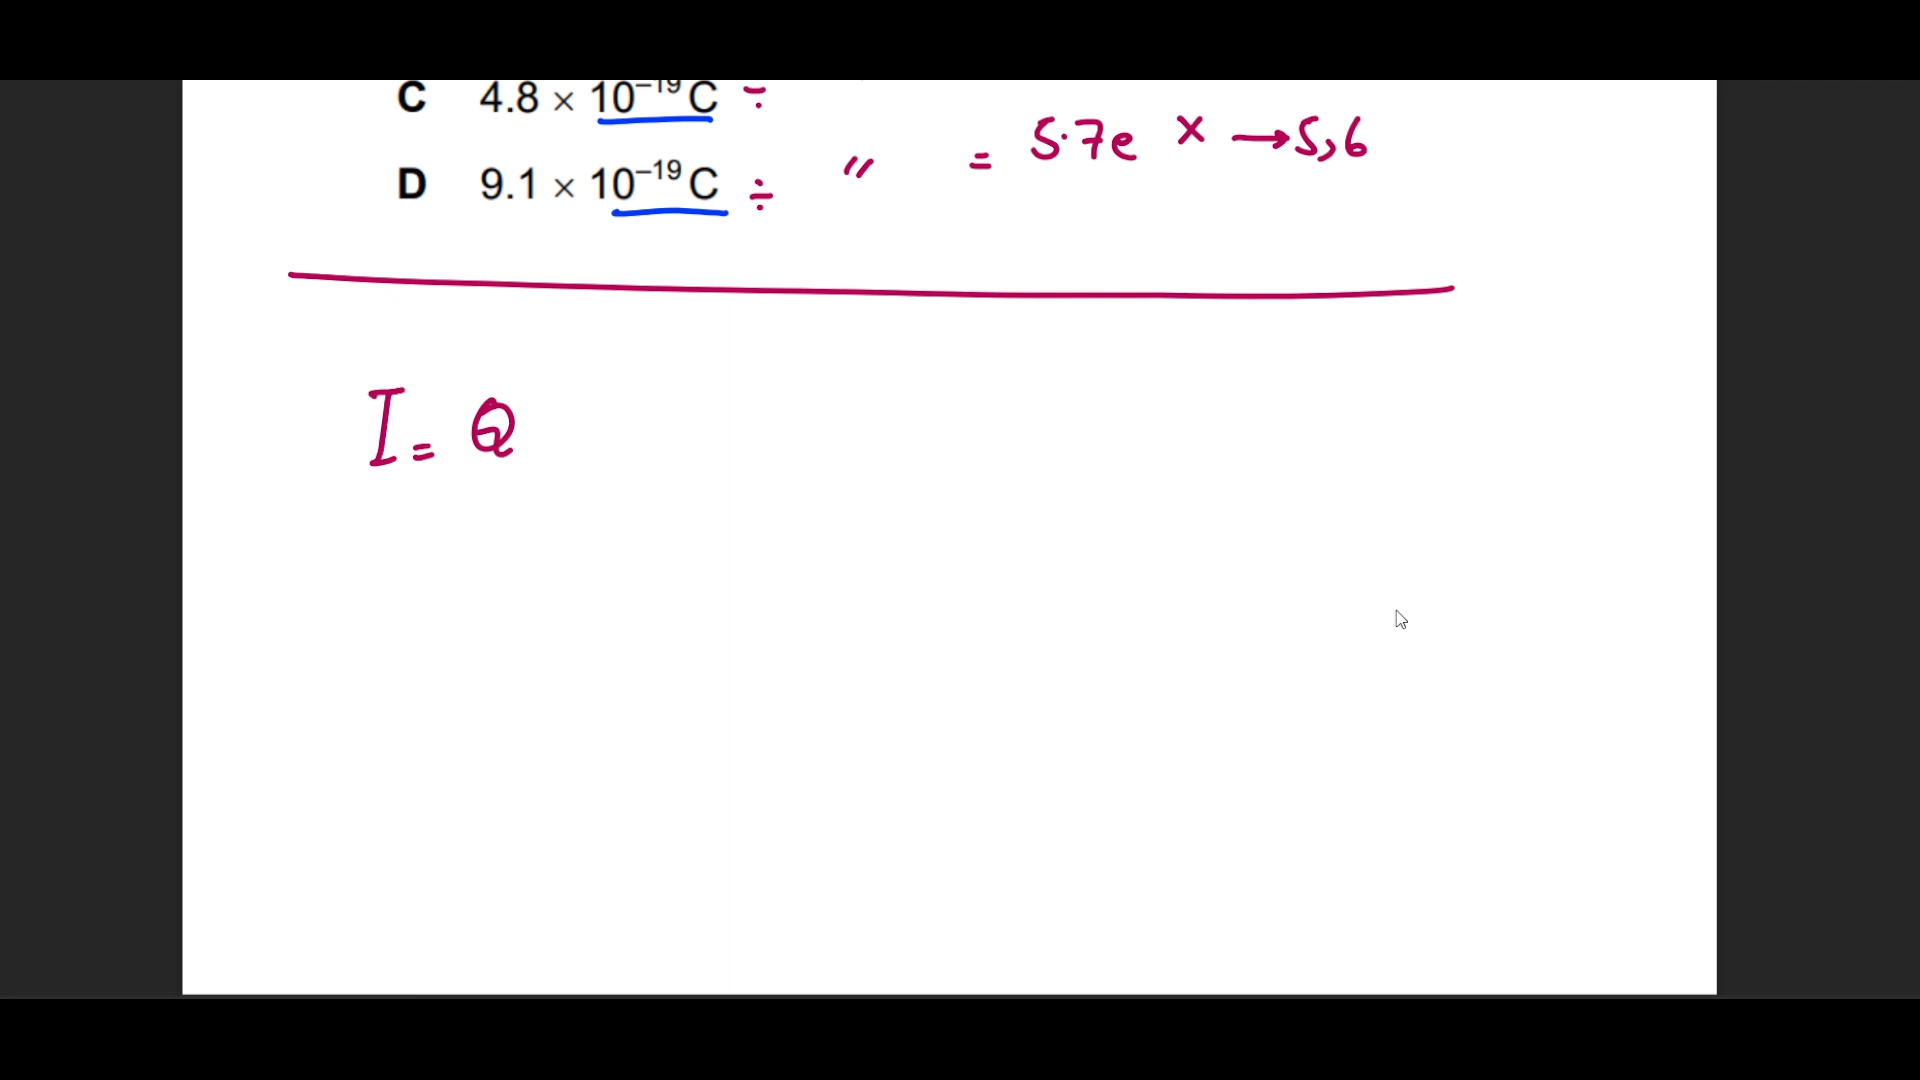 C 4.8 × 10⁻¹⁹ C ÷
D 9.1 × 10⁻¹⁹ C ÷ " = 5.7e × → 5,6
I = Q